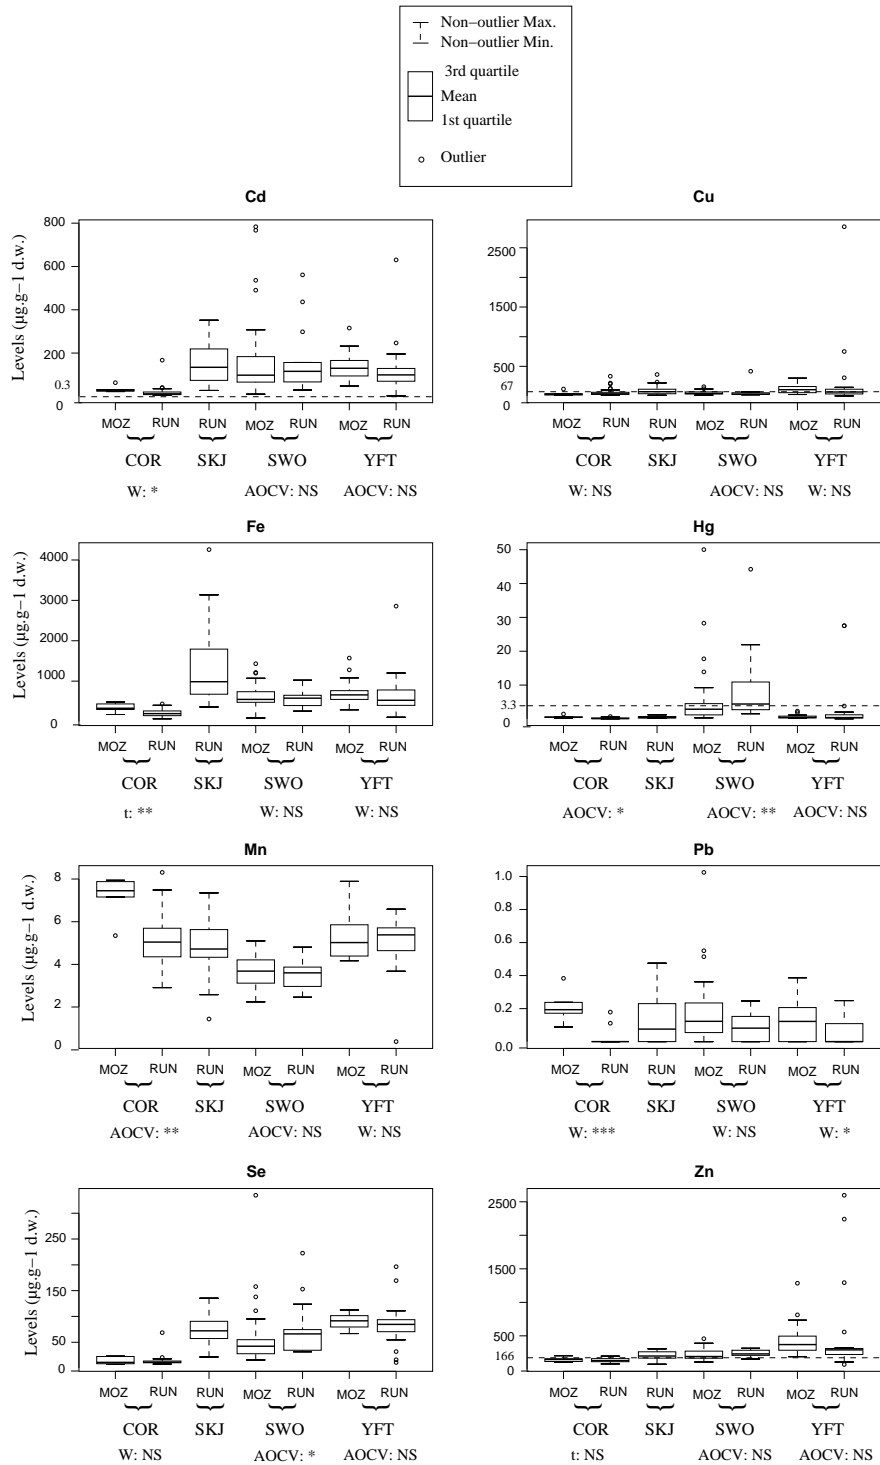 Non−outlier Max.
Non−outlier Min.
3rd quartile
Mean
1st quartile
Outlier
Cd
Levels (µg.g−1 d.w.)
800
600
400
200
0.3
0
MOZ RUN RUN MOZ RUN MOZ RUN
COR SKJ SWO YFT
W: * AOCV: NS AOCV: NS
Cu
2500
1500
500
67
0
MOZ RUN RUN MOZ RUN MOZ RUN
COR SKJ SWO YFT
W: NS AOCV: NS W: NS
Fe
Levels (µg.g−1 d.w.)
4000
3000
2000
1000
0
MOZ RUN RUN MOZ RUN MOZ RUN
COR SKJ SWO YFT
t: ** W: NS W: NS
Hg
50
40
30
20
10
3.3
0
MOZ RUN RUN MOZ RUN MOZ RUN
COR SKJ SWO YFT
AOCV: * AOCV: ** AOCV: NS
Mn
Levels (µg.g−1 d.w.)
8
6
4
2
0
MOZ RUN RUN MOZ RUN MOZ RUN
COR SKJ SWO YFT
AOCV: ** AOCV: NS W: NS
Pb
1.0
0.8
0.6
0.4
0.2
0.0
MOZ RUN RUN MOZ RUN MOZ RUN
COR SKJ SWO YFT
W: *** W: NS W: *
Se
Levels (µg.g−1 d.w.)
250
150
50
0
MOZ RUN RUN MOZ RUN MOZ RUN
COR SKJ SWO YFT
W: NS AOCV: * AOCV: NS
Zn
2500
1500
500
166
0
MOZ RUN RUN MOZ RUN MOZ RUN
COR SKJ SWO YFT
t: NS AOCV: NS AOCV: NS